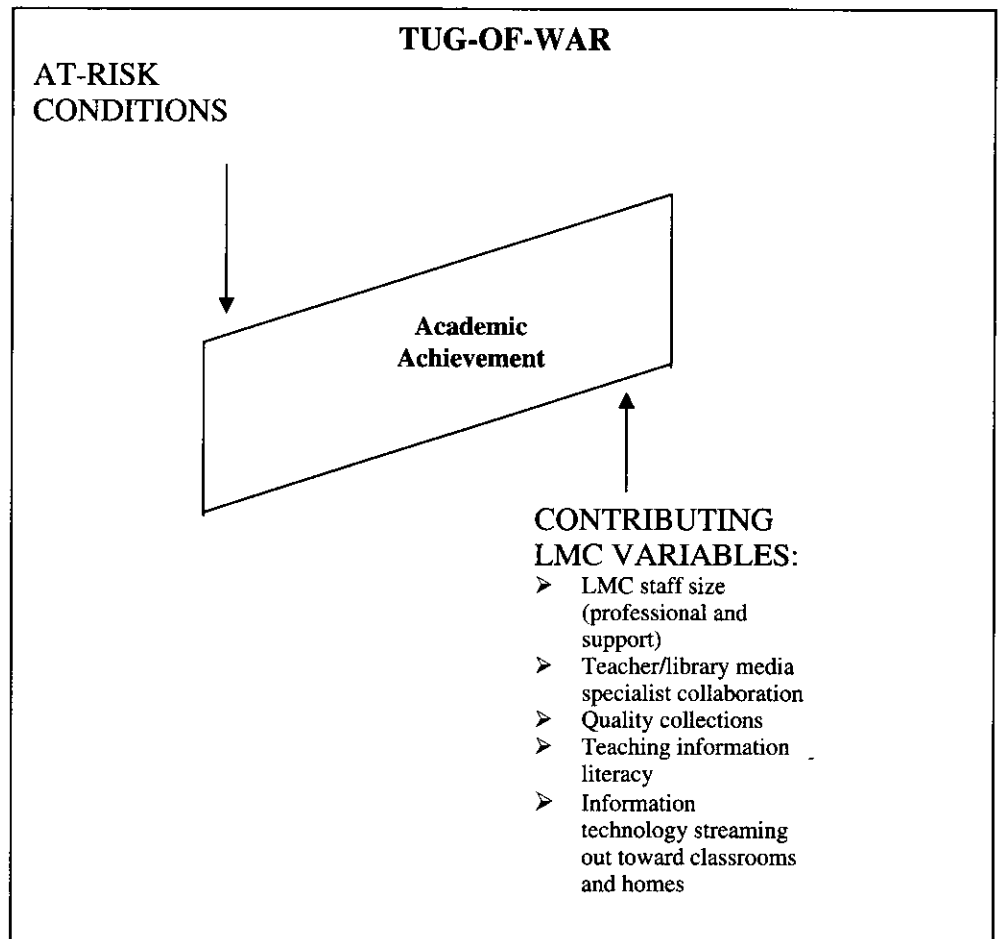 TUG-OF-WAR
AT-RISK
CONDITIONS
Academic
Achievement
CONTRIBUTING
LMC VARIABLES:
➢ LMC staff size
(professional and
support)
➢ Teacher/library media
specialist collaboration
➢ Quality collections
➢ Teaching information
literacy
➢ Information
technology streaming
out toward classrooms
and homes